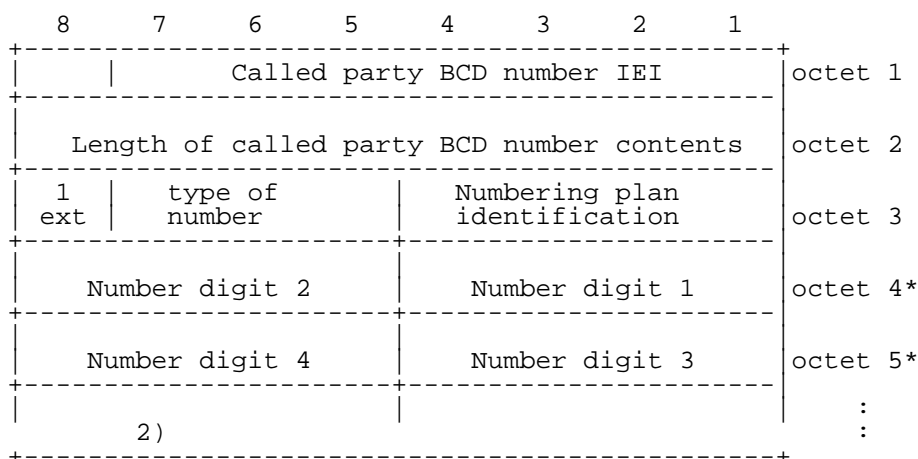 8 7 6 5 4 3 2 1
Called party BCD number IEI octet 1
Length of called party BCD number contents octet 2
1 type of Numbering plan
ext number identification octet 3
Number digit 2 Number digit 1 octet 4*
Number digit 4 Number digit 3 octet 5*
:
2) :